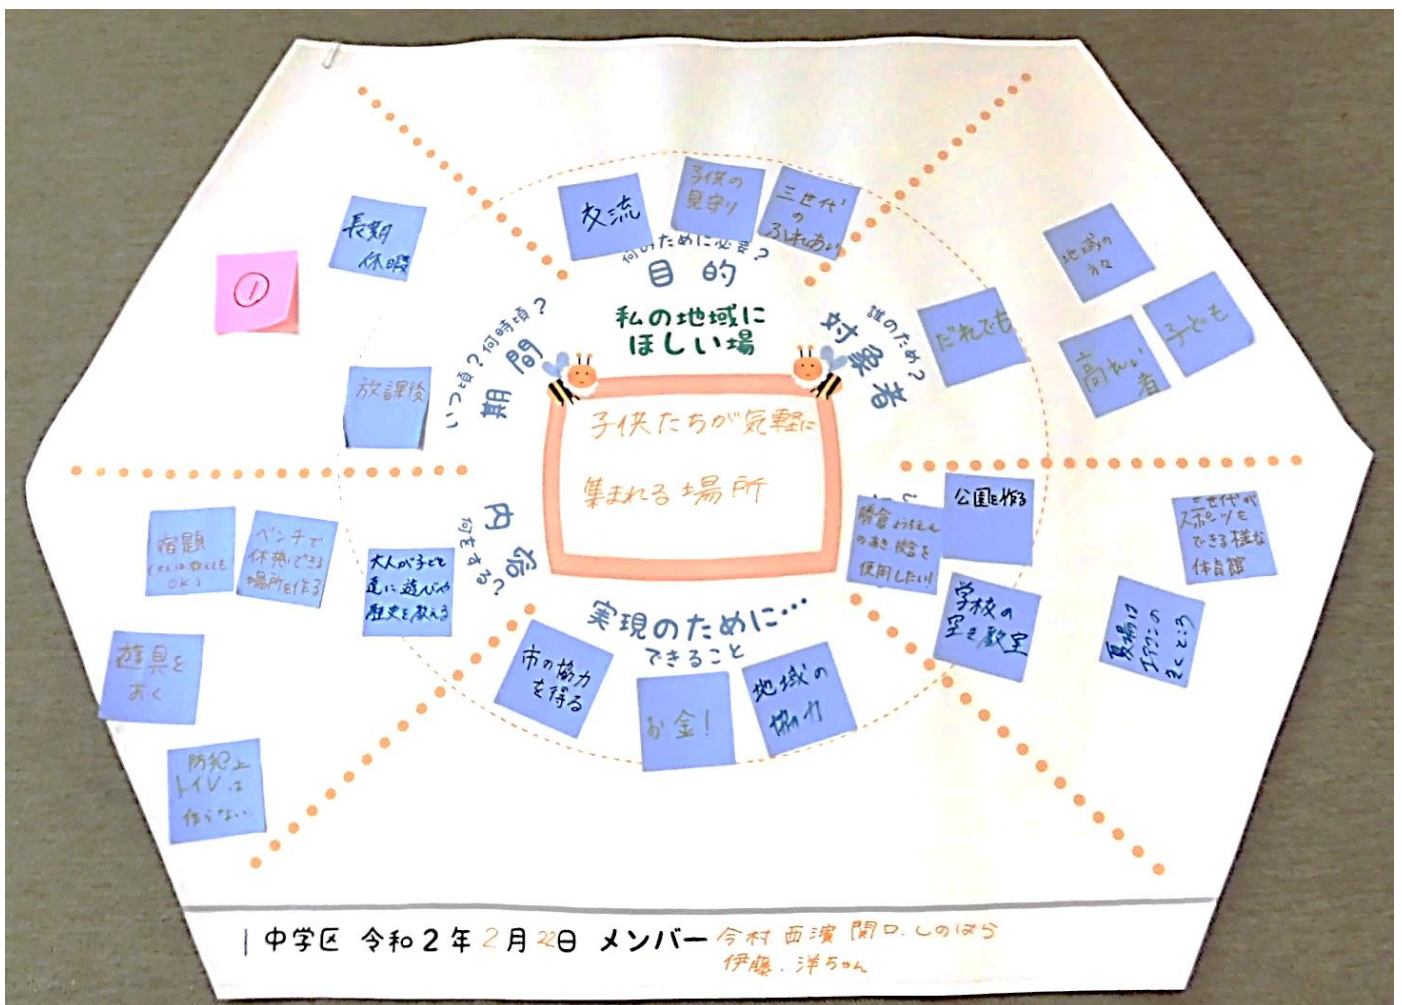 交流
子供の
見守り
三世代
の
ふれあい
何のために必要?
目的
長期
休暇
①
いつ頃?何時頃?
期間
放課後
私の地域に
ほしい場
子供たちが気軽に
集まれる場所
誰のため?
対象者
だれでも
地域の
方々
高れい
者
子ども
内容
何をする?
大人が子ども
達に遊びや
歴史を教える
ベンチで
休憩できる
場所を作る
宿題
OK)
遊具を
おく
防犯上
トイレは
作らない
公園を作る
使用したい!
学校の
空き教室
三世代が
スポーツを
できる様な
体育館
夏場は
エアコンの
きくところ
実現のために…
できること
市の協力
を得る
お金!
地域の
協力
中学区 令和2年2月22日 メンバー 今村 西濱 関口、しのはら
伊藤、洋ちゃん